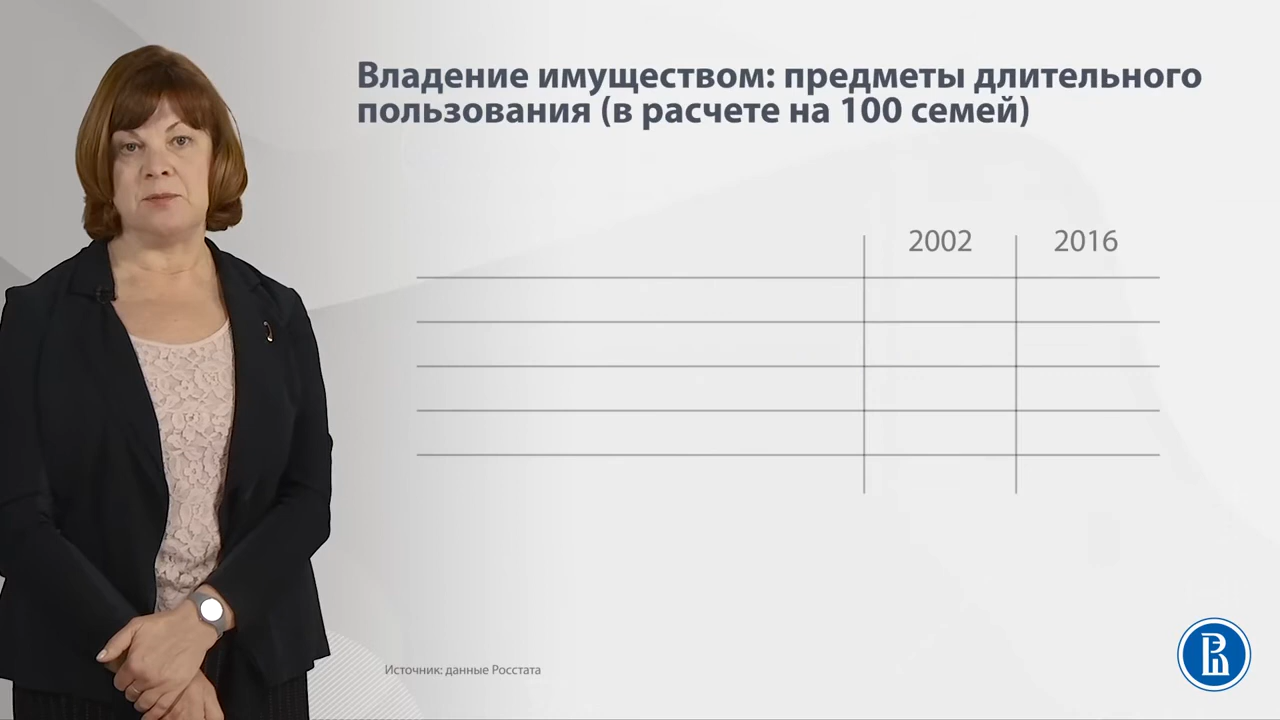 Владение имуществом: предметы длительного
пользования (в расчете на 100 семей)
2002 2016
Источник: данные Росстата